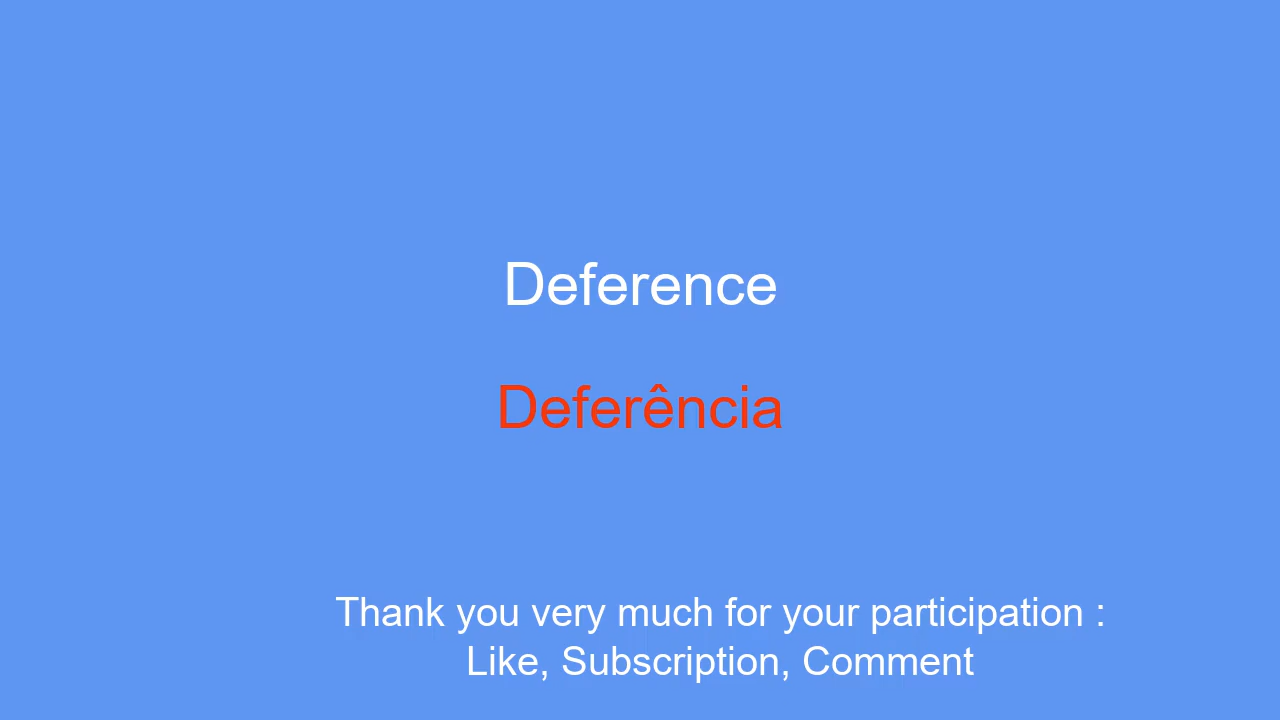 Deference
Deferência
Thank you very much for your participation :
Like, Subscription, Comment